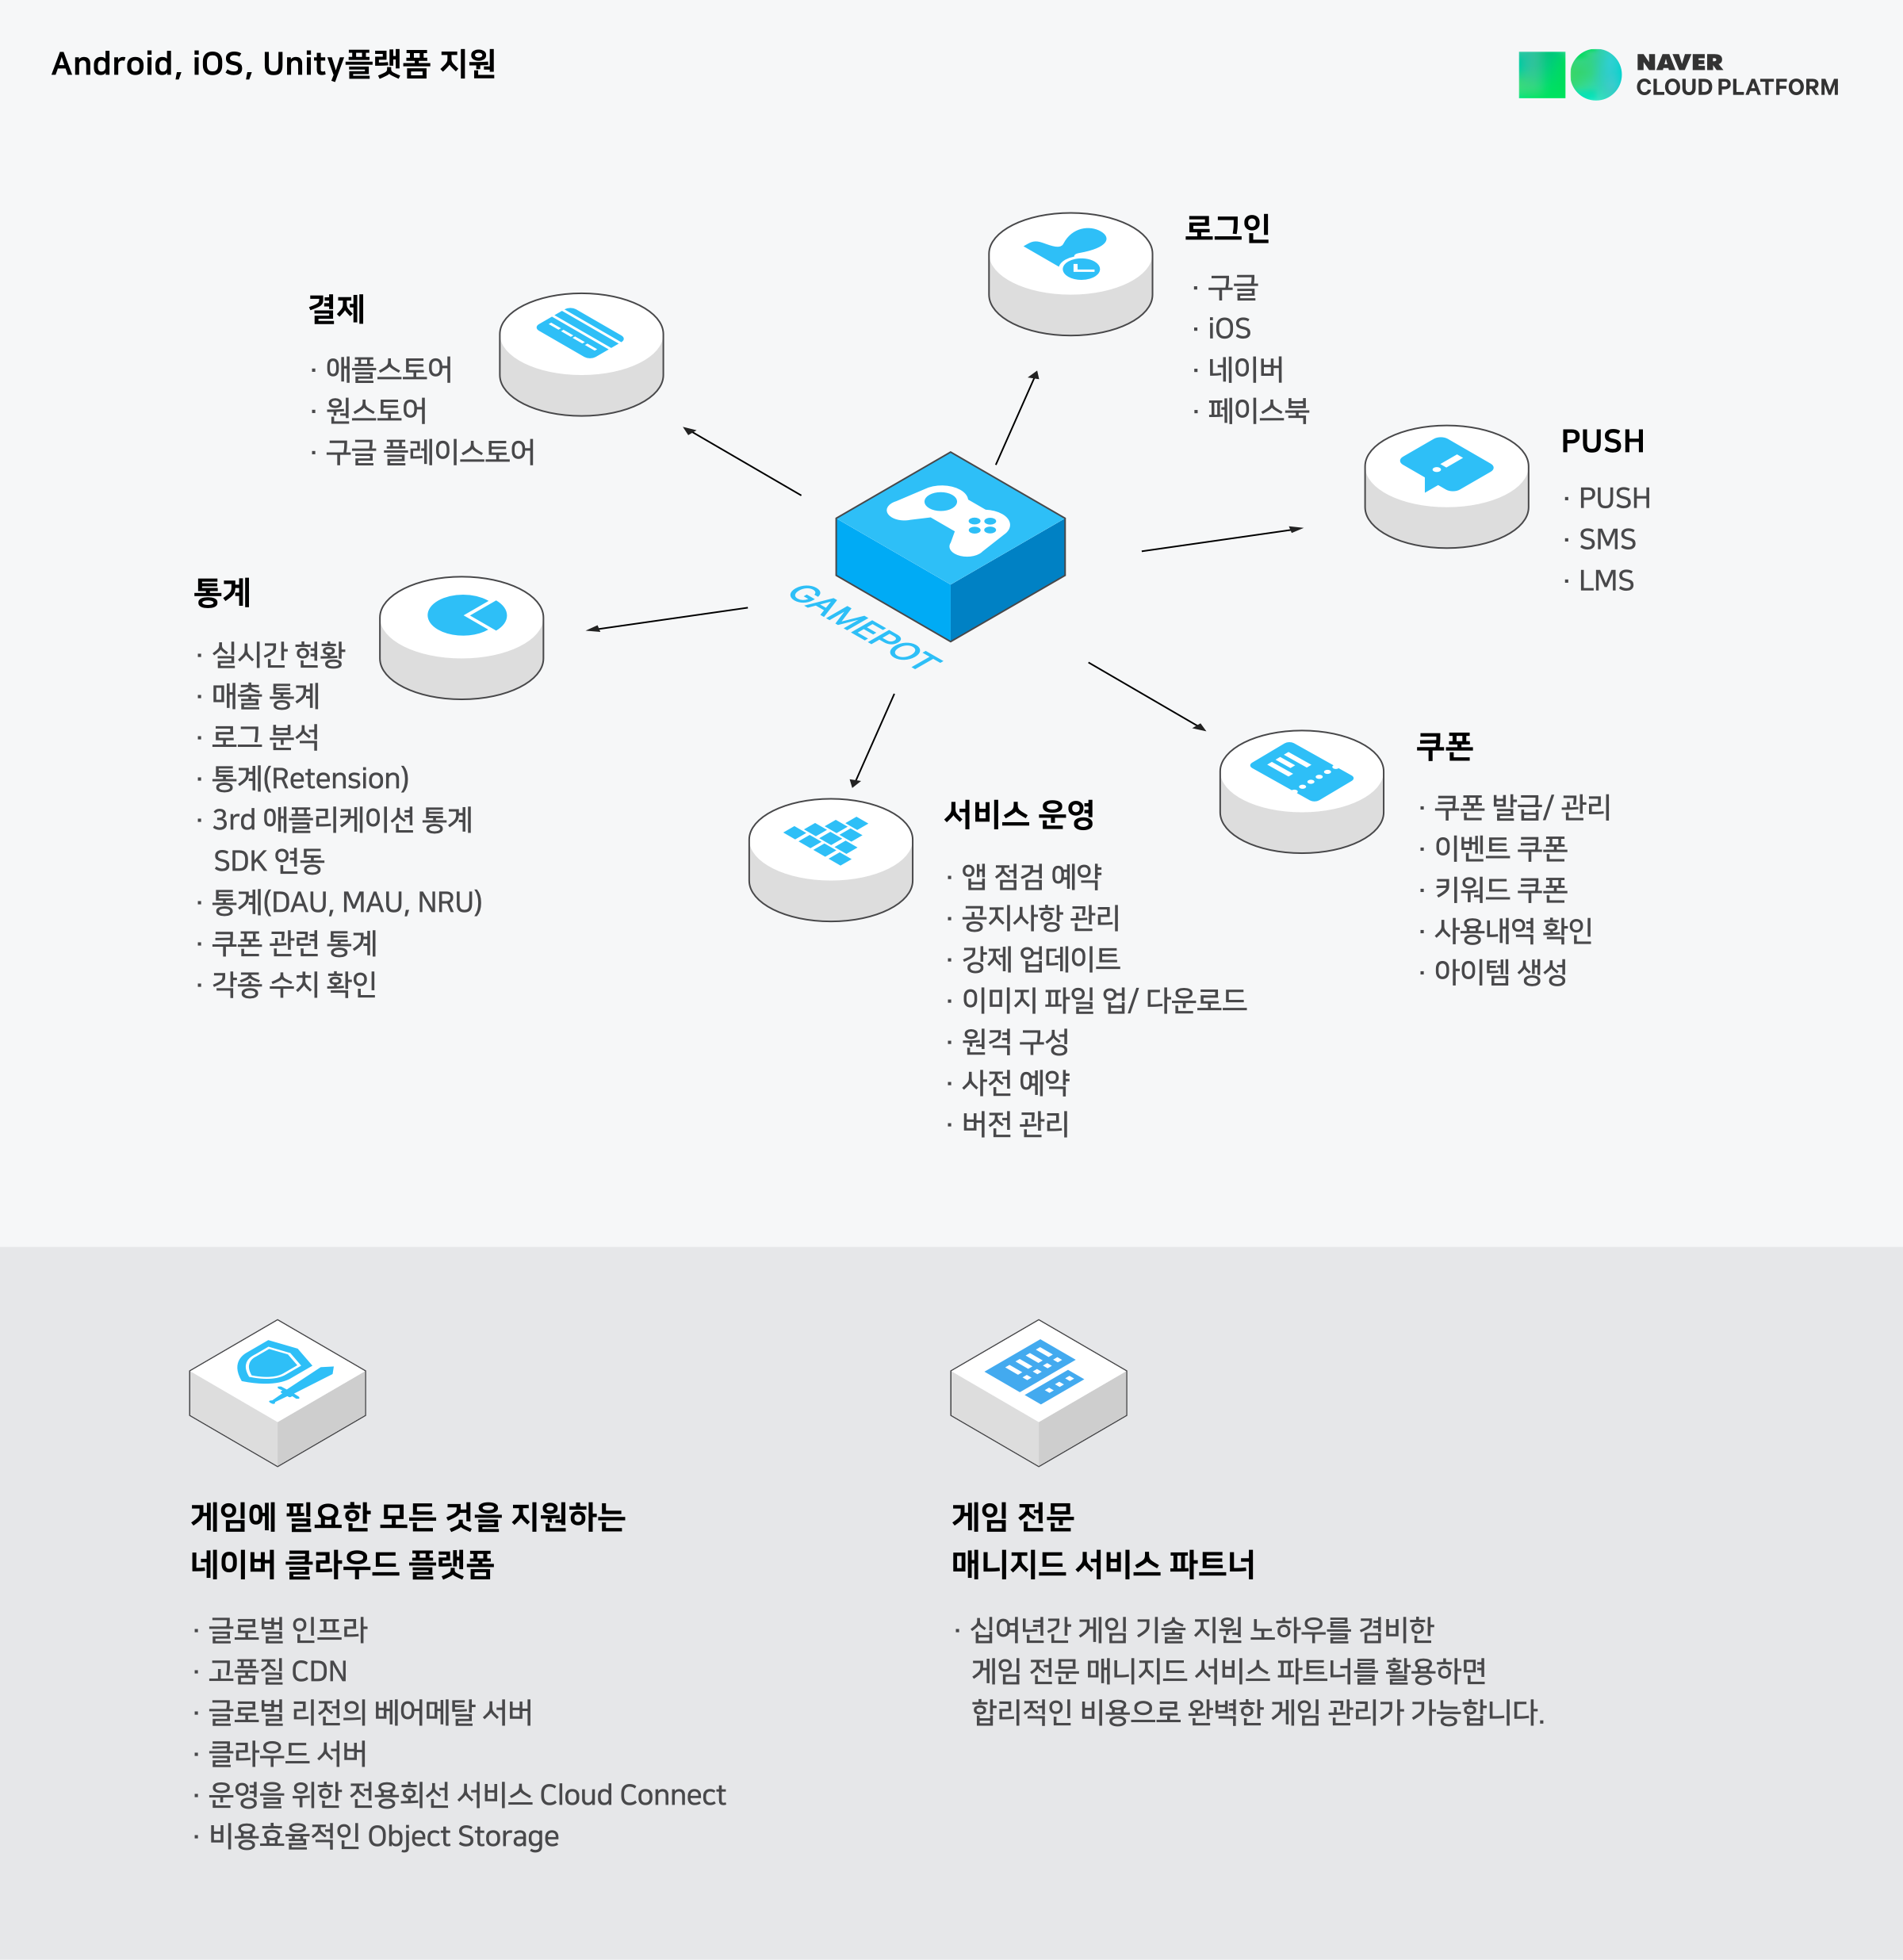 Android, iOS, Unity플랫폼 지원
NAVER
CLOUD PLATFORM
로그인
· 구글
· iOS
· 네이버
· 페이스북
결제
· 애플스토어
· 원스토어
· 구글 플레이스토어
PUSH
· PUSH
· SMS
· LMS
GAMEPOT
통계
· 실시간 현황
· 매출 통계
· 로그 분석
· 통계(Retension)
· 3rd 애플리케이션 통계
SDK 연동
· 통계(DAU, MAU, NRU)
· 쿠폰 관련 통계
· 각종 수치 확인
서비스 운영
· 앱 점검 예약
· 공지사항 관리
· 강제 업데이트
· 이미지 파일 업/ 다운로드
· 원격 구성
· 사전 예약
· 버전 관리
쿠폰
· 쿠폰 발급/ 관리
· 이벤트 쿠폰
· 키워드 쿠폰
· 사용내역 확인
· 아이템 생성
게임에 필요한 모든 것을 지원하는
네이버 클라우드 플랫폼
· 글로벌 인프라
· 고품질 CDN
· 글로벌 리전의 베어메탈 서버
· 클라우드 서버
· 운영을 위한 전용회선 서비스 Cloud Connect
· 비용효율적인 Object Storage
게임 전문
매니지드 서비스 파트너
· 십여년간 게임 기술 지원 노하우를 겸비한
게임 전문 매니지드 서비스 파트너를 활용하면
합리적인 비용으로 완벽한 게임 관리가 가능합니다.